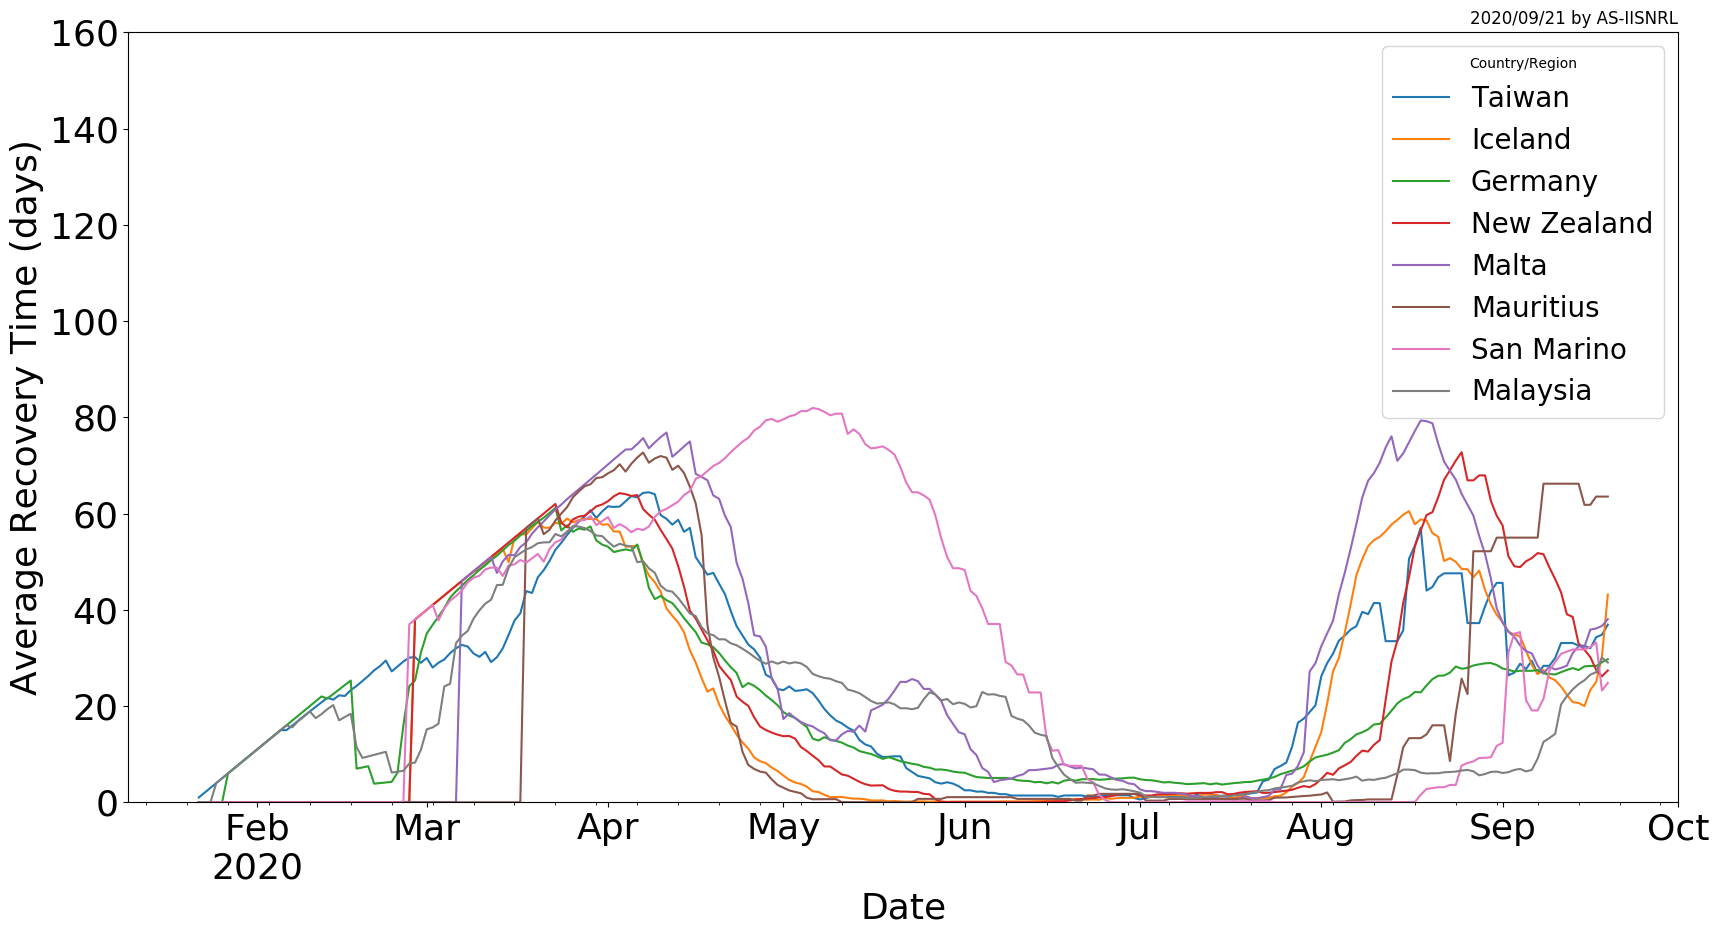 2020/09/21 by AS-IISNRL
160
140
120
100
80
60
40
20
0
Average Recovery Time (days)
Country/Region
Taiwan
Iceland
Germany
New Zealand
Malta
Mauritius
San Marino
Malaysia
Feb Mar Apr May Jun Jul Aug Sep Oct
2020
Date